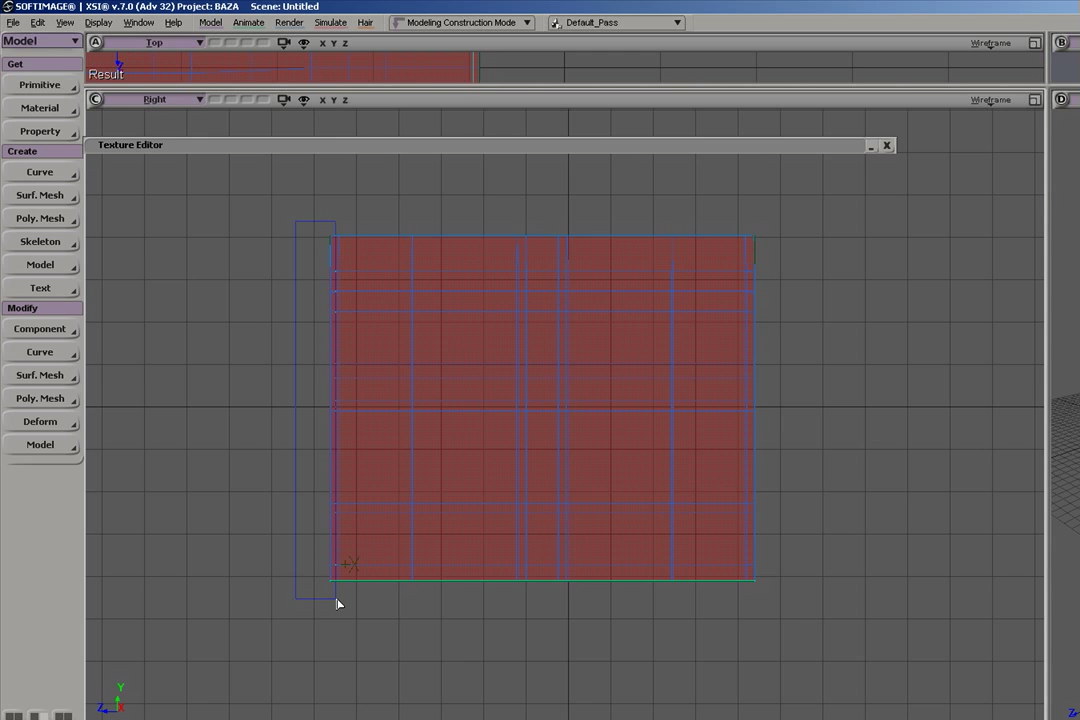 SOFTIMAGE® | XSI® v.7.0 (Adv 32) Project: BAZA Scene: Untitled
File Edit View Display Window Help Model Animate Render Simulate Hair Modeling Construction Mode Default_Pass
Model A Top X Y Z Wireframe B
Get
Result
Primitive
C Right X Y Z Wireframe D
Material
Property
Texture Editor
Create
Curve
Surf. Mesh
Poly. Mesh
Skeleton
Model
Text
Modify
Component
Curve
Surf. Mesh
Poly. Mesh
Deform
Model
Y
Z X
Z